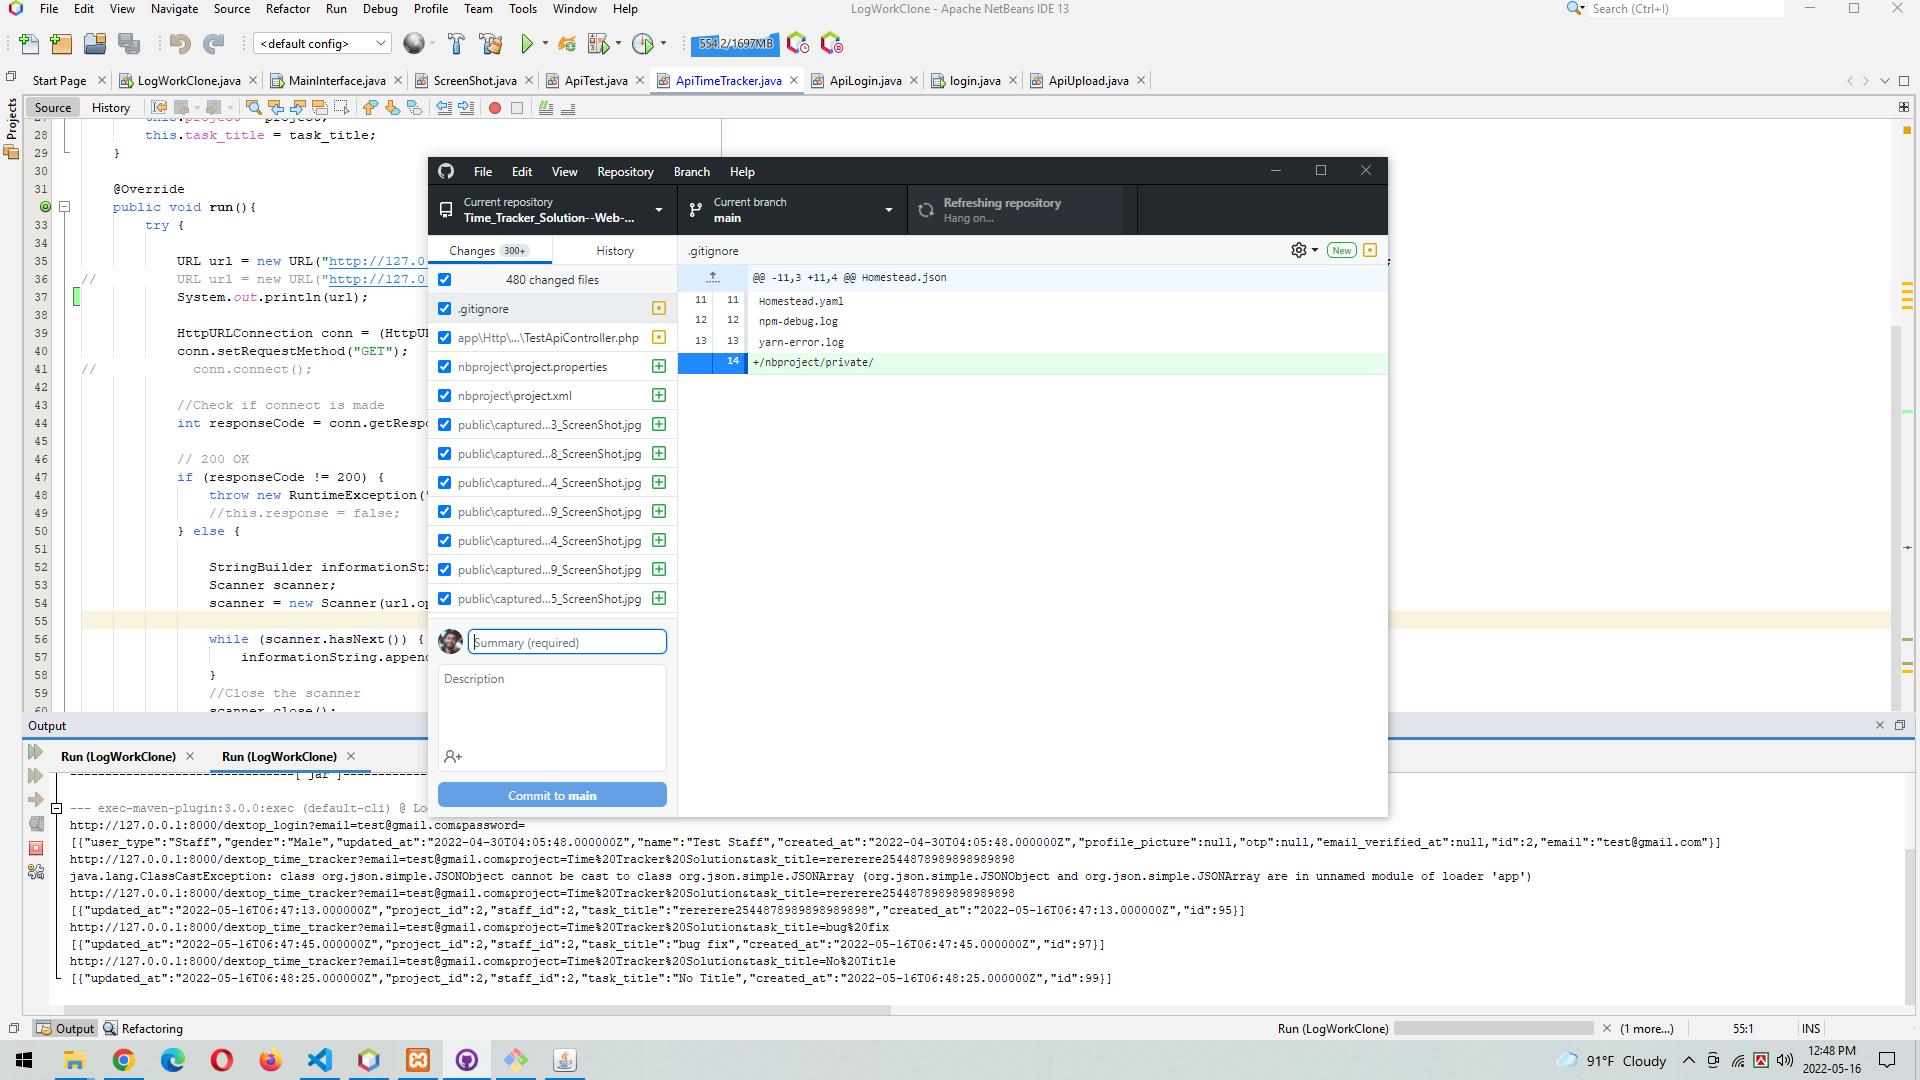 File Edit View Navigate Source Refactor Run Debug Profile Team Tools Window Help
LogWorkClone - Apache NetBeans IDE 13
Search (Ctrl+I)
<default config>
554.2/1697MB
Start Page
LogWorkClone.java
MainInterface.java
ScreenShot.java
ApiTest.java
ApiTimeTracker.java
ApiLogin.java
login.java
ApiUpload.java
Source History
Projects
28 this.task_title = task_title;
29 }
30
31 @Override
public void run(){
33 try {
34
35 URL url = new URL("http://127.0
36 // URL url = new URL("http://127.0
37 System.out.println(url);
38
39 HttpURLConnection conn = (HttpU
40 conn.setRequestMethod("GET");
41 // conn.connect();
42
43 //Check if connect is made
44 int responseCode = conn.getResp
45
46 // 200 OK
47 if (responseCode != 200) {
48 throw new RuntimeException("
49 //this.response = false;
50 } else {
51
52 StringBuilder informationStr
53 Scanner scanner;
54 scanner = new Scanner(url.op
55
56 while (scanner.hasNext()) {
57 informationString.append
58 }
59 //Close the scanner
60 scanner.close();
File Edit View Repository Branch Help
Current repository
Time_Tracker_Solution--Web-...
Current branch
main
Refreshing repository
Hang on...
Changes 300+
History
.gitignore
New
480 changed files
.gitignore
app\Http\...\TestApiController.php
nbproject\project.properties
nbproject\project.xml
public\captured...3_ScreenShot.jpg
public\captured...8_ScreenShot.jpg
public\captured...4_ScreenShot.jpg
public\captured...9_ScreenShot.jpg
public\captured...4_ScreenShot.jpg
public\captured...9_ScreenShot.jpg
public\captured...5_ScreenShot.jpg
Summary (required)
Description
Commit to main
@@ -11,3 +11,4 @@ Homestead.json
11 11 Homestead.yaml
12 12 npm-debug.log
13 13 yarn-error.log
14 +/nbproject/private/
Output
Run (LogWorkClone)
Run (LogWorkClone)
--------------------------------[ jar ]-----------
--- exec-maven-plugin:3.0.0:exec (default-cli) @ Lo
http://127.0.0.1:8000/dextop_login?email=test@gmail.com&password=
[{"user_type":"Staff","gender":"Male","updated_at":"2022-04-30T04:05:48.000000Z","name":"Test Staff","created_at":"2022-04-30T04:05:48.000000Z","profile_picture":null,"otp":null,"email_verified_at":null,"id":2,"email":"test@gmail.com"}]
http://127.0.0.1:8000/dextop_time_tracker?email=test@gmail.com&project=Time%20Tracker%20Solution&task_title=rererere2544878989898989898
java.lang.ClassCastException: class org.json.simple.JSONObject cannot be cast to class org.json.simple.JSONArray (org.json.simple.JSONObject and org.json.simple.JSONArray are in unnamed module of loader 'app')
http://127.0.0.1:8000/dextop_time_tracker?email=test@gmail.com&project=Time%20Tracker%20Solution&task_title=rererere2544878989898989898
[{"updated_at":"2022-05-16T06:47:13.000000Z","project_id":2,"staff_id":2,"task_title":"rererere2544878989898989898","created_at":"2022-05-16T06:47:13.000000Z","id":95}]
http://127.0.0.1:8000/dextop_time_tracker?email=test@gmail.com&project=Time%20Tracker%20Solution&task_title=bug%20fix
[{"updated_at":"2022-05-16T06:47:45.000000Z","project_id":2,"staff_id":2,"task_title":"bug fix","created_at":"2022-05-16T06:47:45.000000Z","id":97}]
http://127.0.0.1:8000/dextop_time_tracker?email=test@gmail.com&project=Time%20Tracker%20Solution&task_title=No%20Title
[{"updated_at":"2022-05-16T06:48:25.000000Z","project_id":2,"staff_id":2,"task_title":"No Title","created_at":"2022-05-16T06:48:25.000000Z","id":99}]
Output
Refactoring
Run (LogWorkClone)
(1 more...)
55:1
INS
91°F Cloudy
12:48 PM
2022-05-16